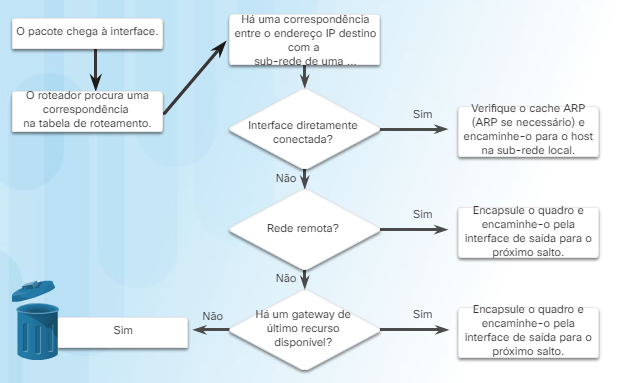 O pacote chega à interface.
O roteador procura uma
correspondência
na tabela de roteamento.
Há uma correspondência
entre o endereço IP destino
com a
sub-rede de uma ...
Interface diretamente
conectada?
Sim
Verifique o cache ARP
(ARP se necessário) e
encaminhe-o para o host
na sub-rede local.
Não
Rede remota?
Sim
Encapsule o quadro e
encaminhe-o pela
interface de saída para o
próximo salto.
Não
Há um gateway de
último recurso
disponível?
Sim
Encapsule o quadro e
encaminhe-o pela
interface de saída para o
próximo salto.
Não
Sim